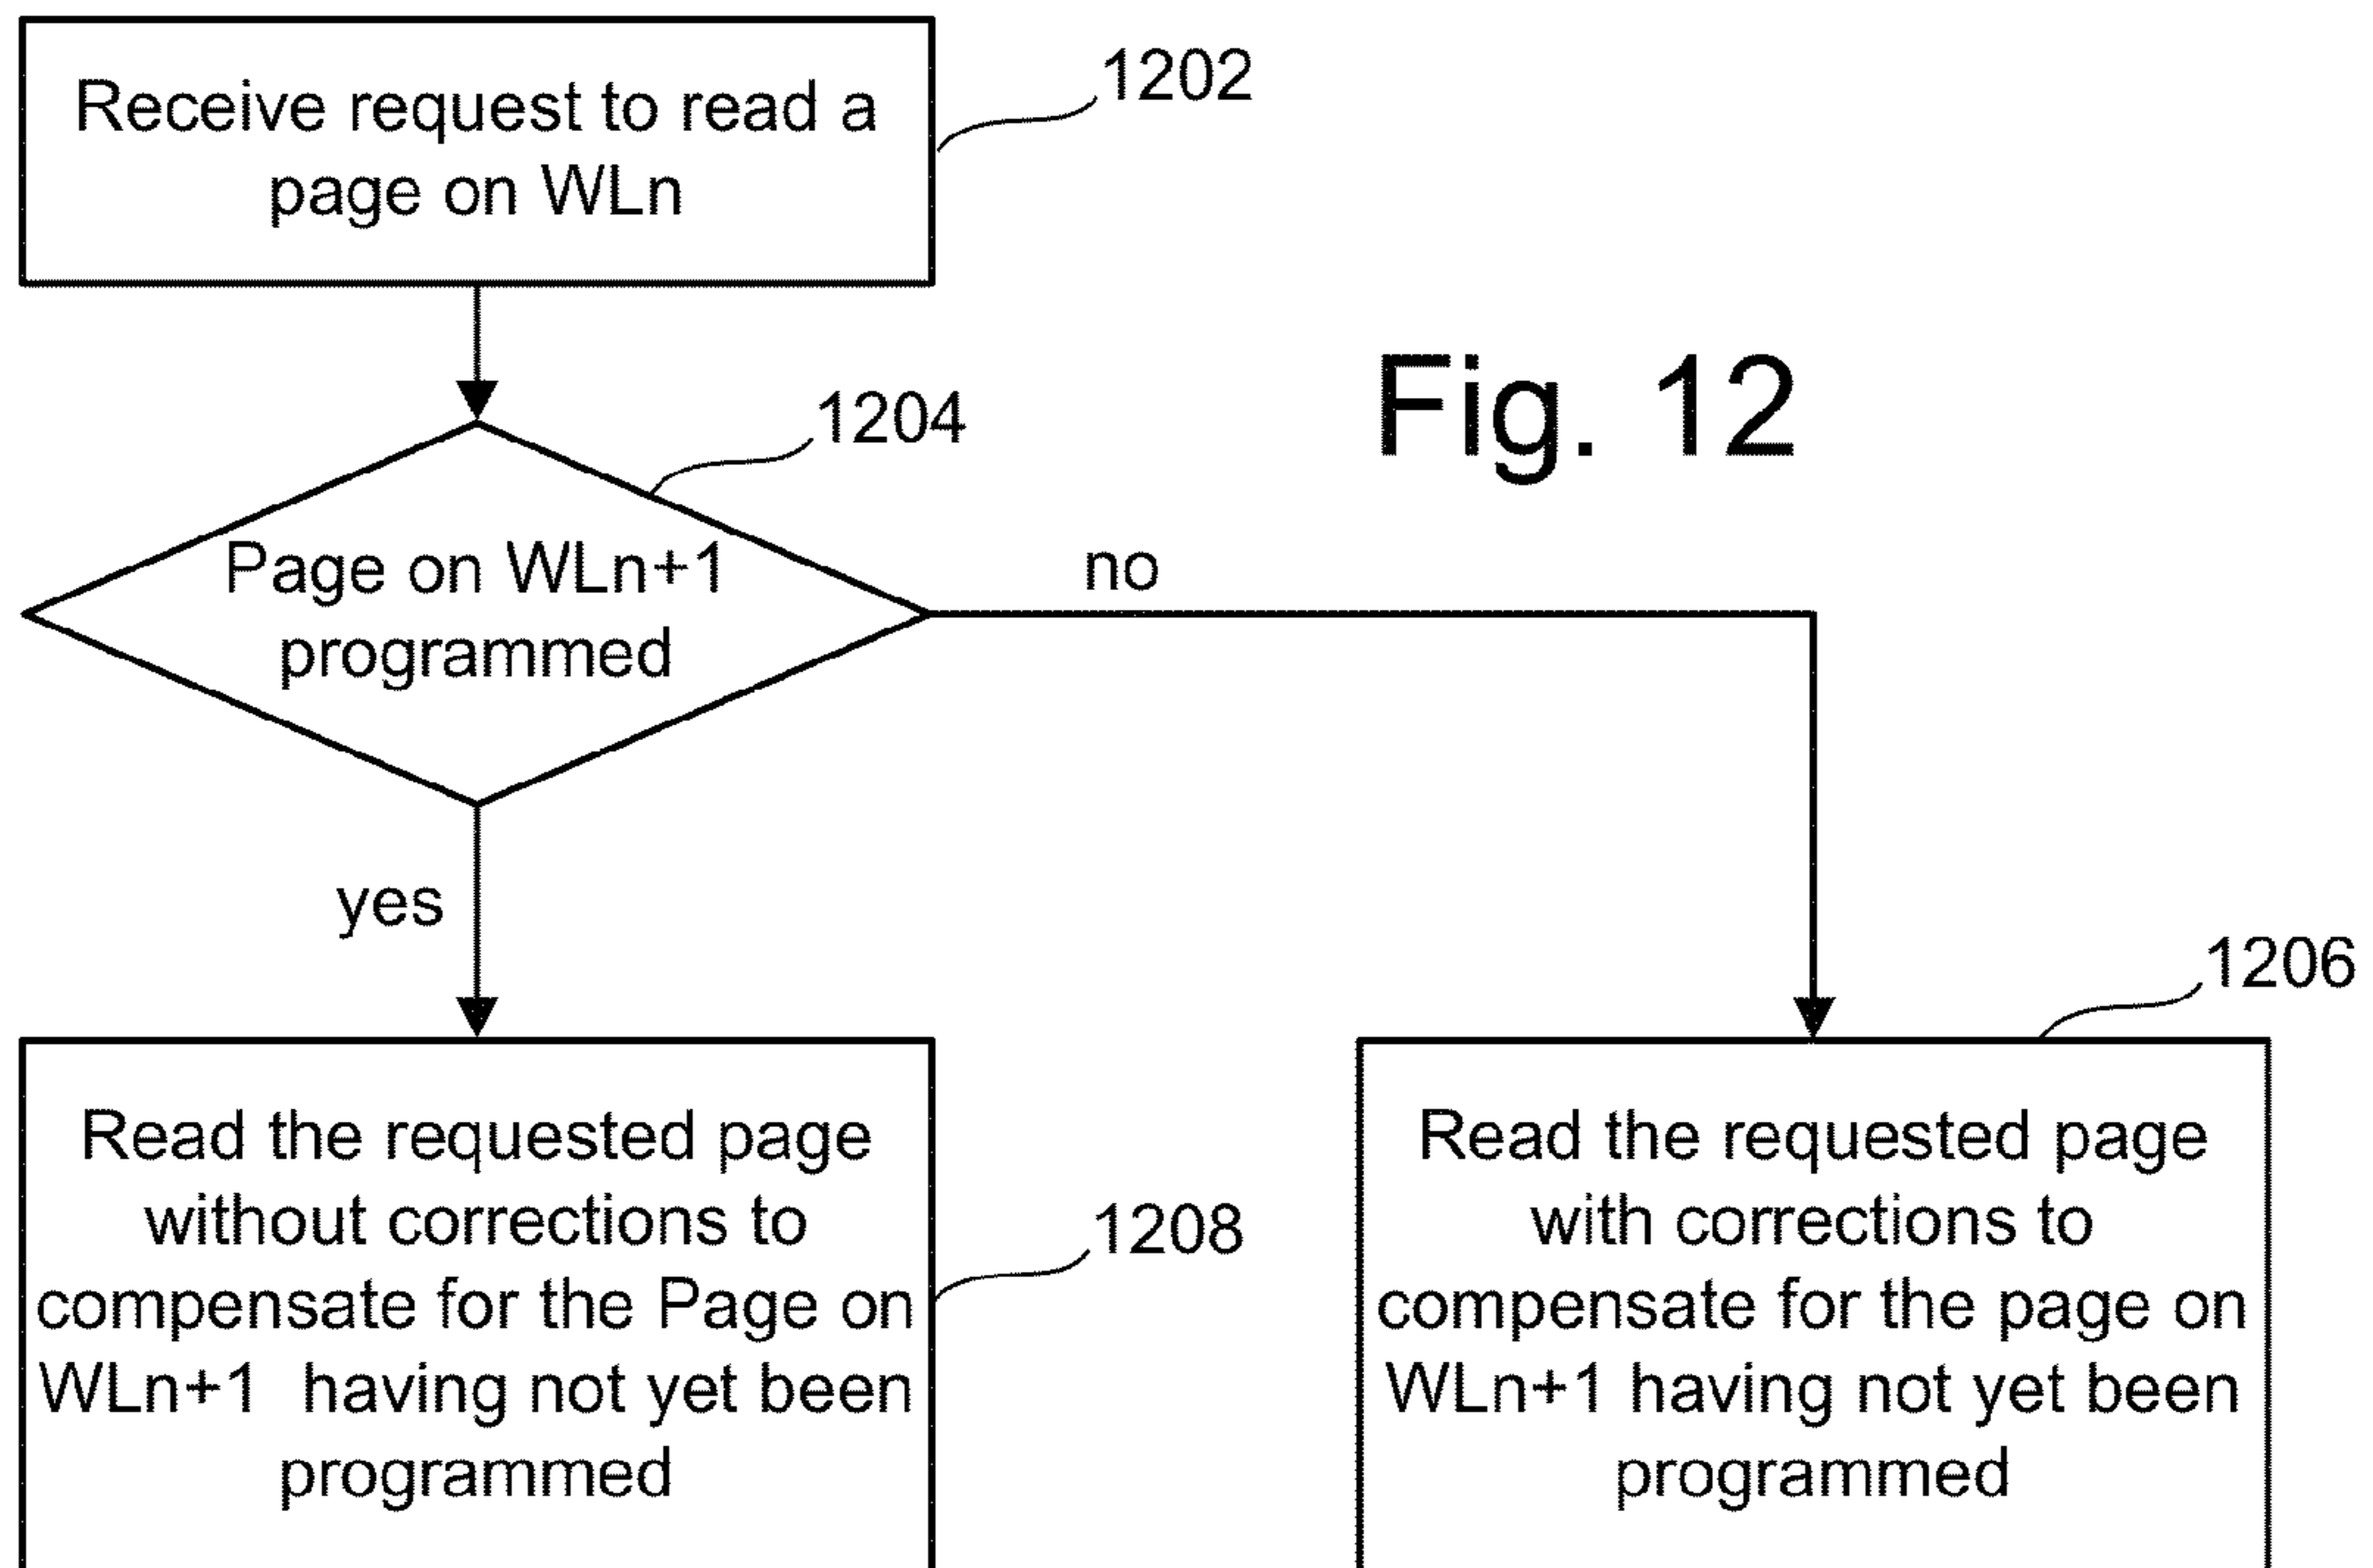 Receive request to read a
page on WLn
1202
Fig. 12
1204
Page on WLn+1
programmed
no
yes
1206
Read the requested page
without corrections to
compensate for the Page on
WLn+1 having not yet been
programmed
1208
Read the requested page
with corrections to
compensate for the page on
WLn+1 having not yet been
programmed